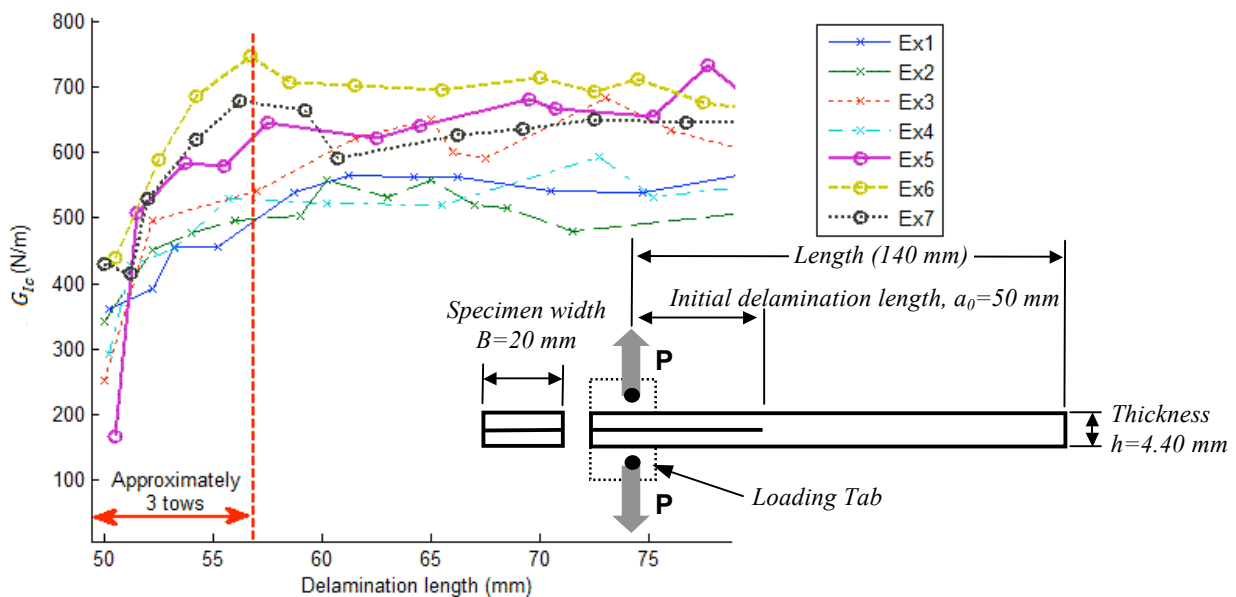 800
700
600
500
400
300
200
100
G_{Ic} (N/m)
50
55
60
65
70
75
Delamination length (mm)
Approximately
3 tows
Ex1
Ex2
Ex3
Ex4
Ex5
Ex6
Ex7
Length (140 mm)
Initial delamination length, a₀=50 mm
Specimen width
B=20 mm
P
P
Thickness
h=4.40 mm
Loading Tab